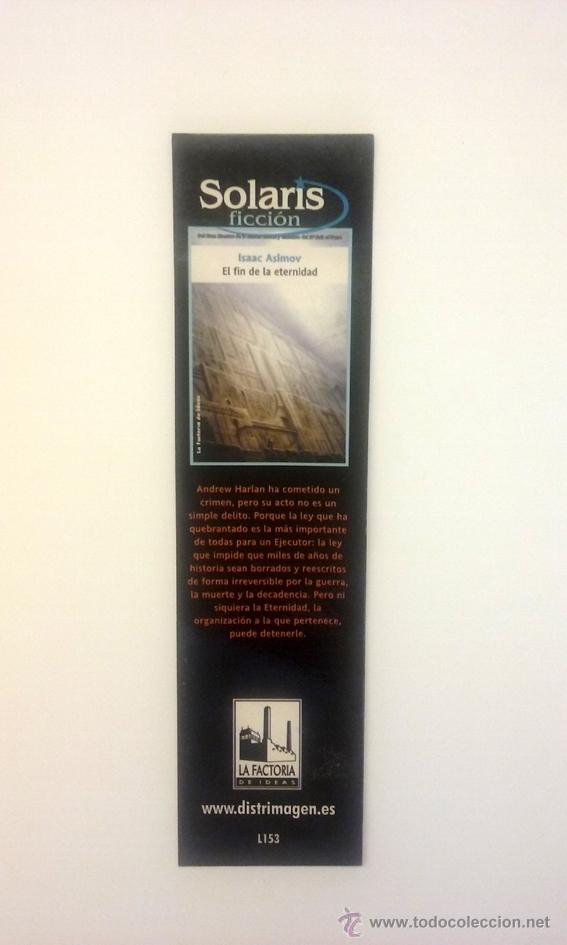 Solaris
ficción
Isaac Asimov
El fin de la eternidad
La Factoría de Ideas
Andrew Harlan ha cometido un
crimen, pero su acto no es un
simple delito. Porque la ley que ha
quebrantado es la más importante
de todas para un Ejecutor: la ley
que impide que miles de años de
historia sean borrados y reescritos
de forma irreversible por la guerra,
la muerte y la decadencia. Pero ni
siquiera la Eternidad, la
organización a la que pertenece,
puede detenerle.
LA FACTORIA
DE IDEAS
www.distrimagen.es
L153
www.todocoleccion.net